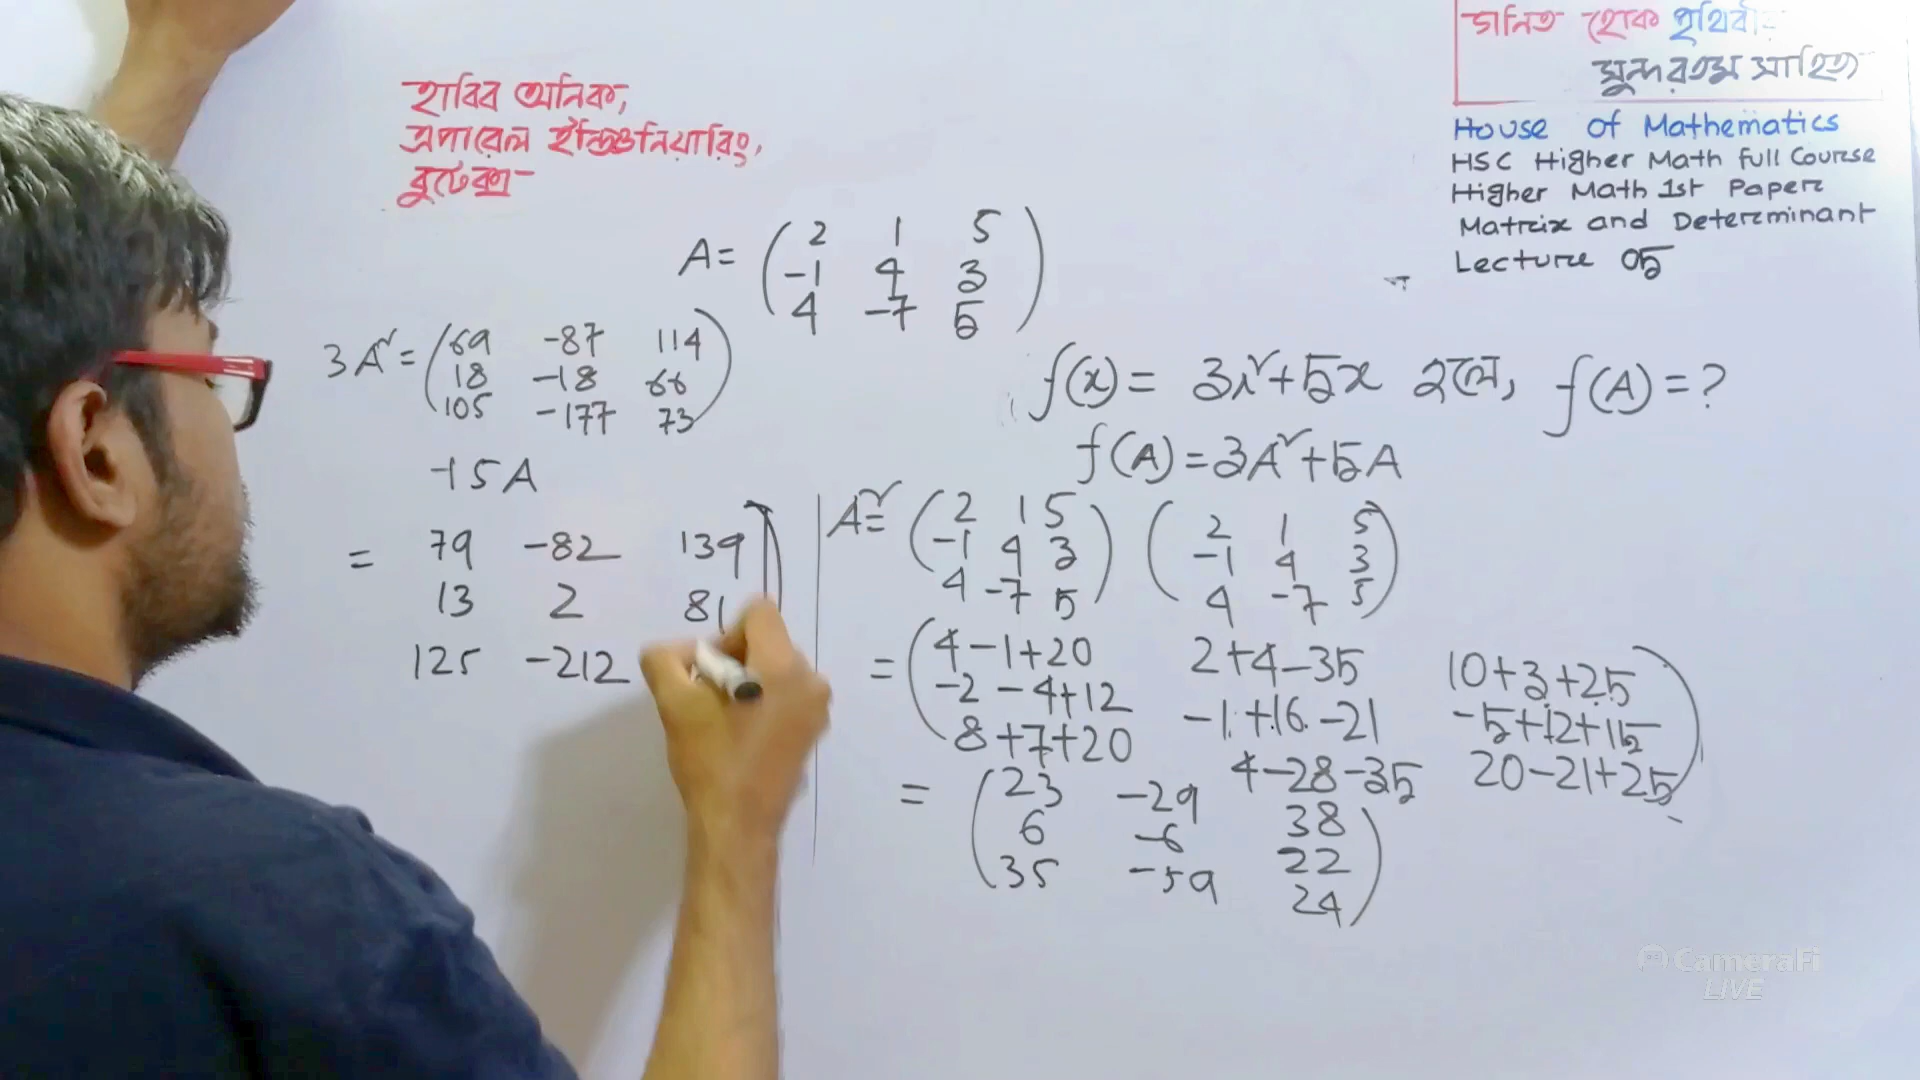 গনিত হোক পৃথিবীর
সুন্দরতম সাহিত্য
House of Mathematics
HSC Higher Math full Course
Higher Math 1st Paper
Matrix and Determinant
Lecture 05
হাবিব অনিক,
এপারেল ইঞ্জিনিয়ারিং,
বুটেক্স
A= (2 1 5
-1 4 3
4 -7 5)
f(x) = 3x²+5x হলে, f(A) = ?
f(A) = 3A²+5A
A²= (2 1 5 -1 4 3 4 -7 5) (2 1 5 -1 4 3 4 -7 5)
= (4-1+20 2+4-35 10+3+25
-2-4+12 -1+16-21 -5+12+15
8+7+20 4-28-35 20-21+25)
= (23 -29 38
6 -6 22
35 -59 24)
3A²= (69 -87 114
18 -18 66
105 -177 73)
+5A
= 79 -82 139
13 2 81
125 -212
CameraFi
LIVE